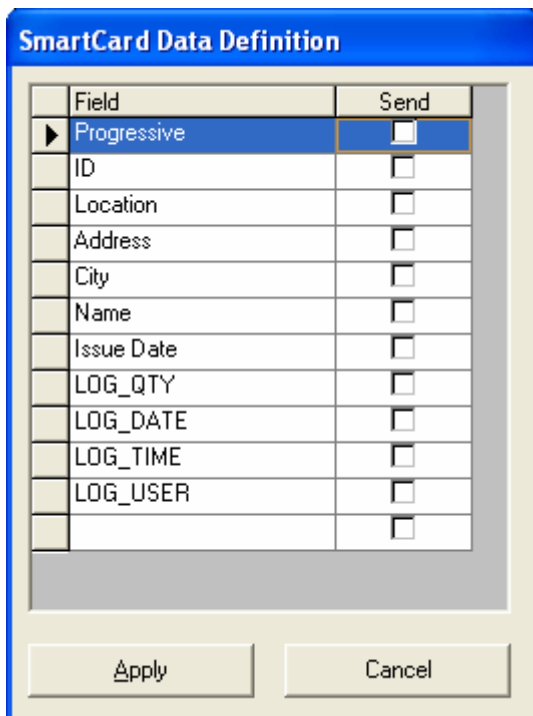 SmartCard Data Definition
Field Send
Progressive
ID
Location
Address
City
Name
Issue Date
LOG_QTY
LOG_DATE
LOG_TIME
LOG_USER
Apply Cancel